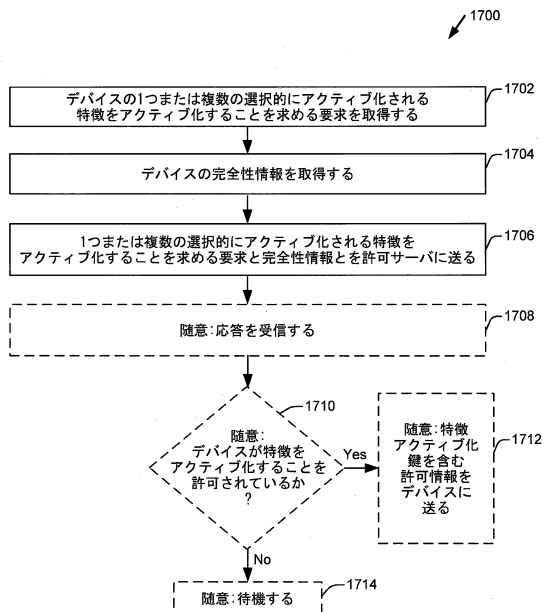 1700
デバイスの1つまたは複数の選択的にアクティブ化される
特徴をアクティブ化することを求める要求を取得する
1702
デバイスの完全性情報を取得する
1704
1つまたは複数の選択的にアクティブ化される特徴を
アクティブ化することを求める要求と完全性情報とを許可サーバに送る
1706
随意:応答を受信する
1708
随意:
デバイスが特徴を
アクティブ化することを
許可されているか
?
1710
Yes
随意:特徴
アクティブ化
鍵を含む
許可情報を
デバイスに
送る
1712
No
随意:待機する
1714